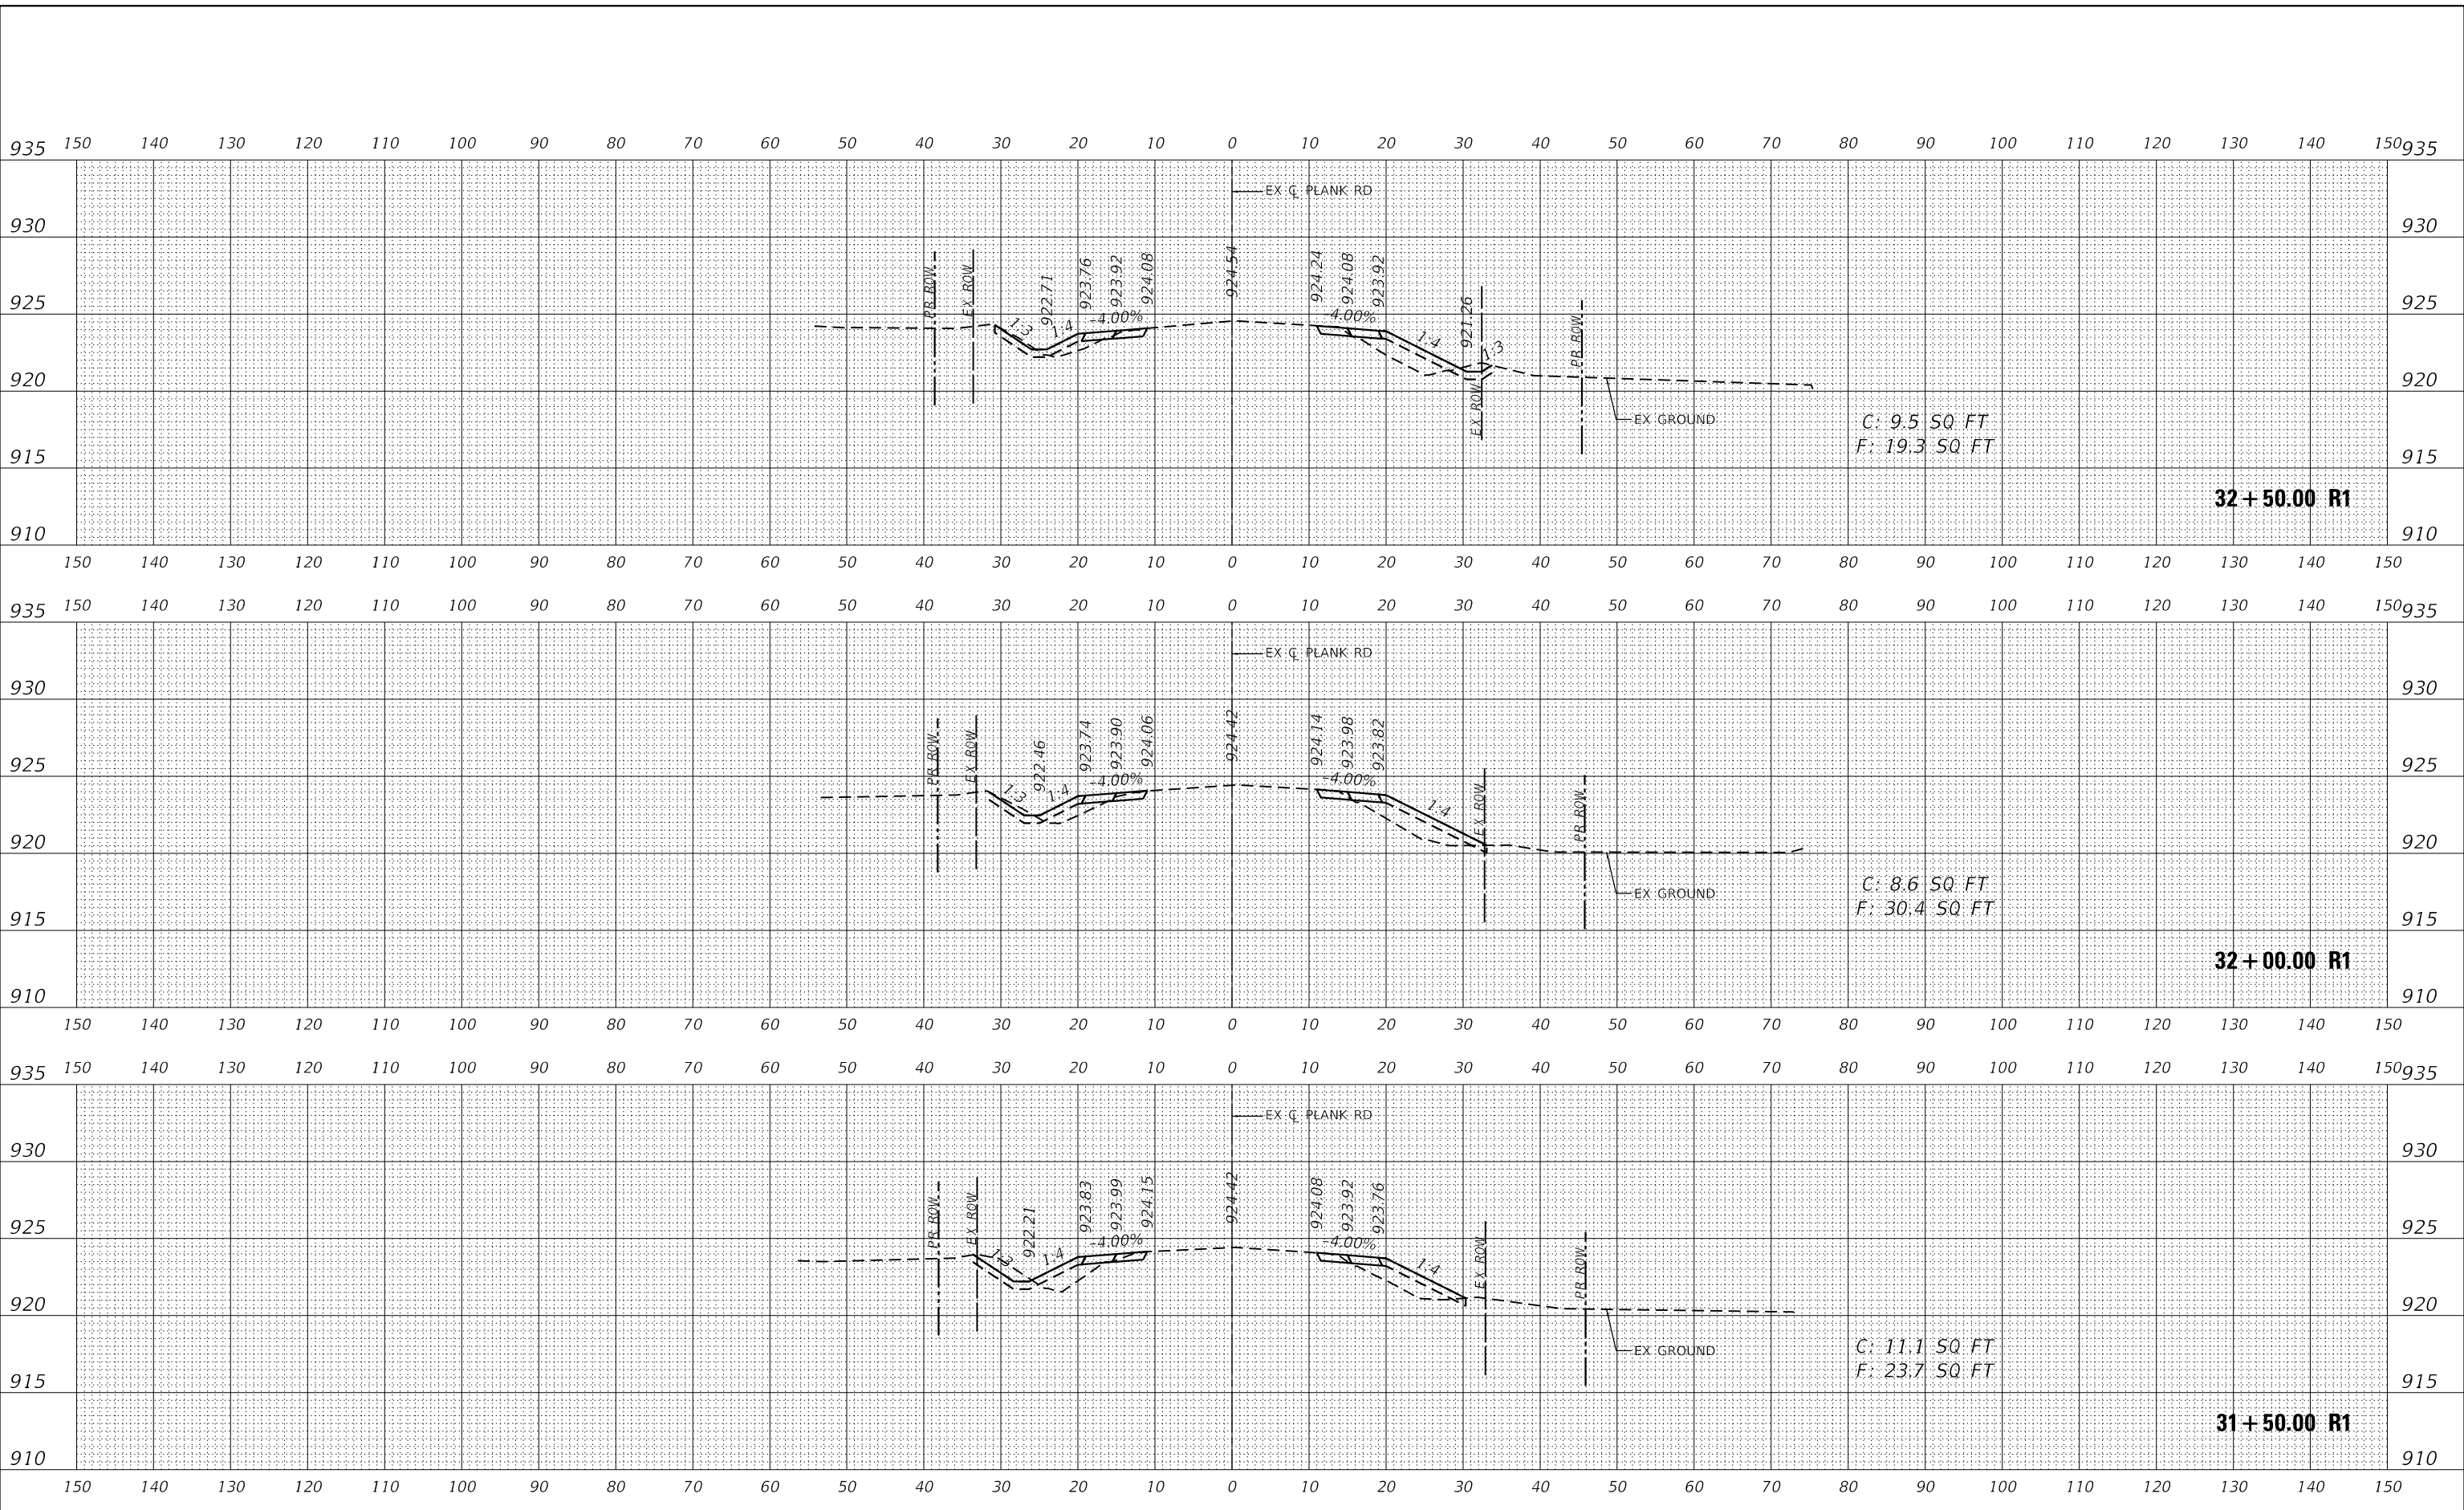 150 140 130 120 110 100 90 80 70 60 50 40 30 20 10 0 10 20 30 40 50 60 70 80 90 100 110 120 130 140 150
935 935
EX ℄ PLANK RD
930 930
PR ROW EX ROW 922.71 923.76 923.92 924.08 924.54 924.24 924.08 923.92 921.26 EX ROW PR ROW
925 925
1:3 1:4 -4.00% -4.00% 1:4 1:3
920 920
EX GROUND
C: 9.5 SQ FT
F: 19.3 SQ FT
915 915
32+50.00 R1
910 910
150 140 130 120 110 100 90 80 70 60 50 40 30 20 10 0 10 20 30 40 50 60 70 80 90 100 110 120 130 140 150
150 140 130 120 110 100 90 80 70 60 50 40 30 20 10 0 10 20 30 40 50 60 70 80 90 100 110 120 130 140 150
935 935
EX ℄ PLANK RD
930 930
PR ROW EX ROW 922.46 923.74 923.90 924.06 924.42 924.14 923.98 923.82 EX ROW PR ROW
925 925
1:3 1:4 -4.00% -4.00% 1:4
920 920
EX GROUND
C: 8.6 SQ FT
F: 30.4 SQ FT
915 915
32+00.00 R1
910 910
150 140 130 120 110 100 90 80 70 60 50 40 30 20 10 0 10 20 30 40 50 60 70 80 90 100 110 120 130 140 150
150 140 130 120 110 100 90 80 70 60 50 40 30 20 10 0 10 20 30 40 50 60 70 80 90 100 110 120 130 140 150
935 935
EX ℄ PLANK RD
930 930
PR ROW EX ROW 922.21 923.83 923.99 924.15 924.42 924.08 923.92 923.76 EX ROW PR ROW
925 925
1:3 1:4 -4.00% -4.00% 1:4
920 920
EX GROUND
C: 11.1 SQ FT
F: 23.7 SQ FT
915 915
31+50.00 R1
910 910
150 140 130 120 110 100 90 80 70 60 50 40 30 20 10 0 10 20 30 40 50 60 70 80 90 100 110 120 130 140 150